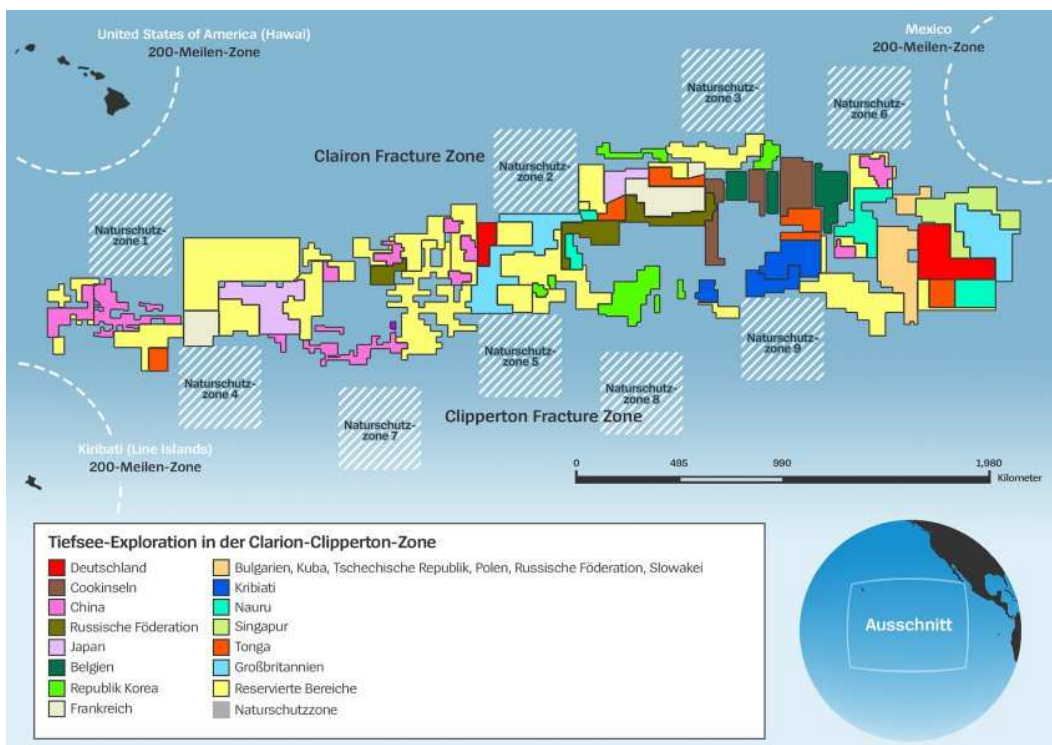 United States of America (Hawai)
200-Meilen-Zone
Mexico
200-Meilen-Zone
Naturschutz-
zone 3
Naturschutz-
zone 6
Clairon Fracture Zone
Naturschutz-
zone 2
Naturschutz-
zone 1
Naturschutz-
zone 4
Naturschutz-
zone 5
Naturschutz-
zone 9
Naturschutz-
zone 8
Naturschutz-
zone 7
Clipperton Fracture Zone
Kiribati (Line Islands)
200-Meilen-Zone
0 495 990 1,980
Kilometer
Tiefsee-Exploration in der Clarion-Clipperton-Zone
Deutschland
Cookinseln
China
Russische Föderation
Japan
Belgien
Republik Korea
Frankreich
Bulgarien, Kuba, Tschechische Republik, Polen, Russische Föderation, Slowakei
Kribiati
Nauru
Singapur
Tonga
Großbritannien
Reservierte Bereiche
Naturschutzzone
Ausschnitt